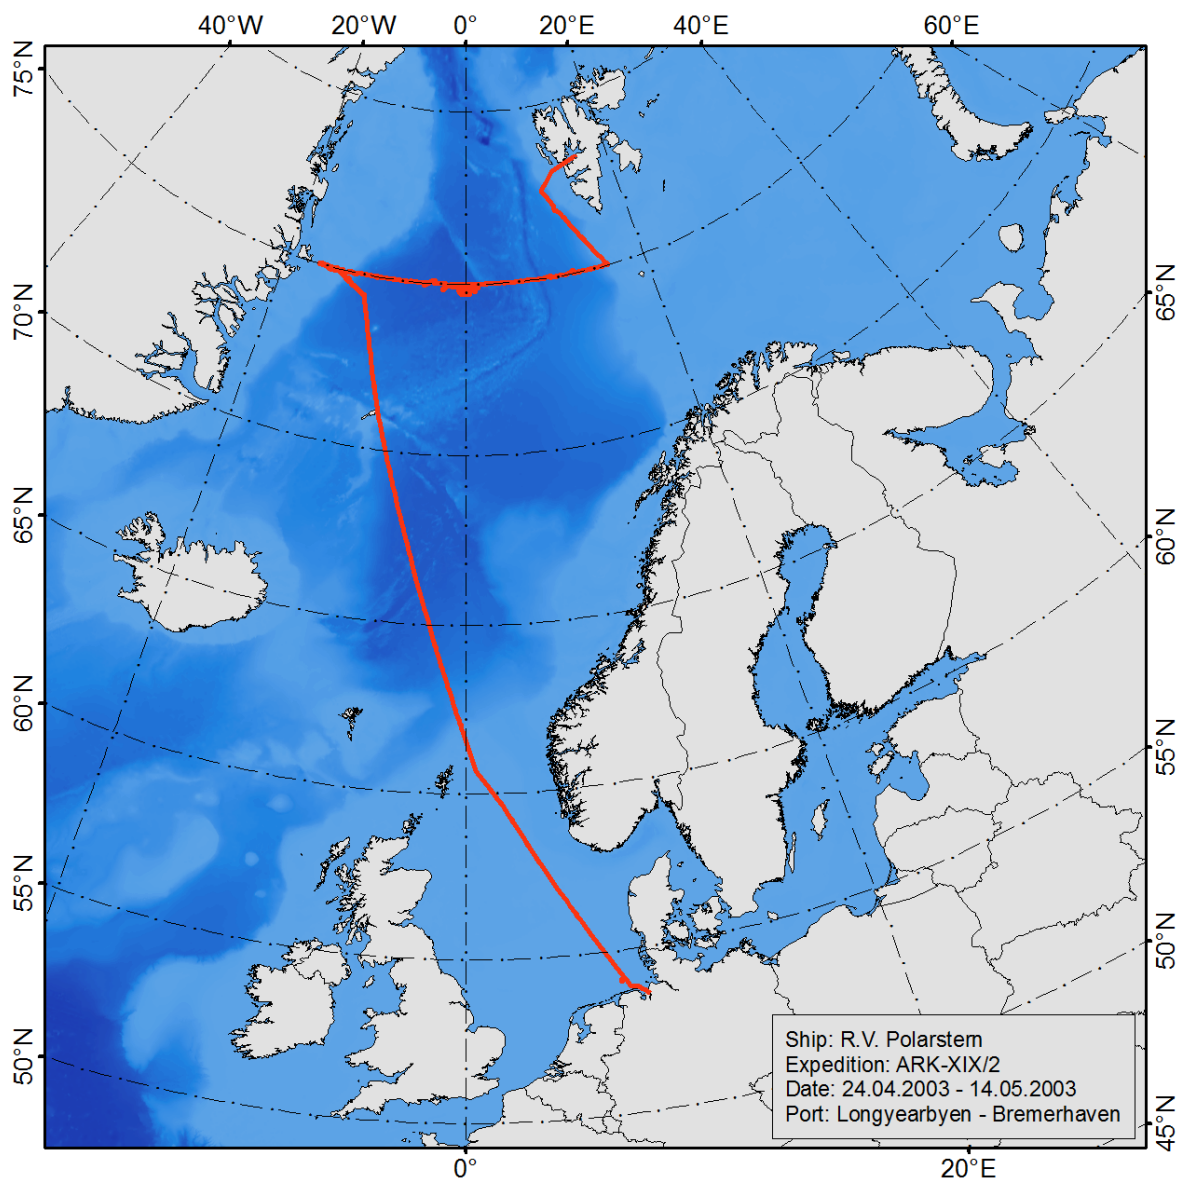 40°W 20°W 0° 20°E 40°E 60°E
75°N
70°N
65°N
65°N
60°N
60°N
55°N
55°N
50°N
50°N
45°N
Ship: R.V. Polarstern
Expedition: ARK-XIX/2
Date: 24.04.2003 - 14.05.2003
Port: Longyearbyen - Bremerhaven
0° 20°E